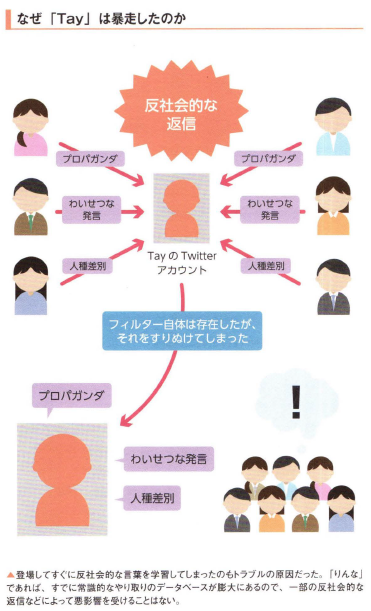 なぜ「Tay」は暴走したのか
反社会的な
返信
プロパガンダ
プロパガンダ
わいせつな
発言
わいせつな
発言
人種差別
人種差別
TayのTwitter
アカウント
フィルター自体は存在したが、
それをすりぬけてしまった
プロパガンダ
!
わいせつな発言
人種差別
▲登場してすぐに反社会的な言葉を学習してしまったのもトラブルの原因だった。「りんな」
であれば、すでに常識的なやり取りのデータベースが膨大にあるので、一部の反社会的な
返信などによって悪影響を受けることはない。